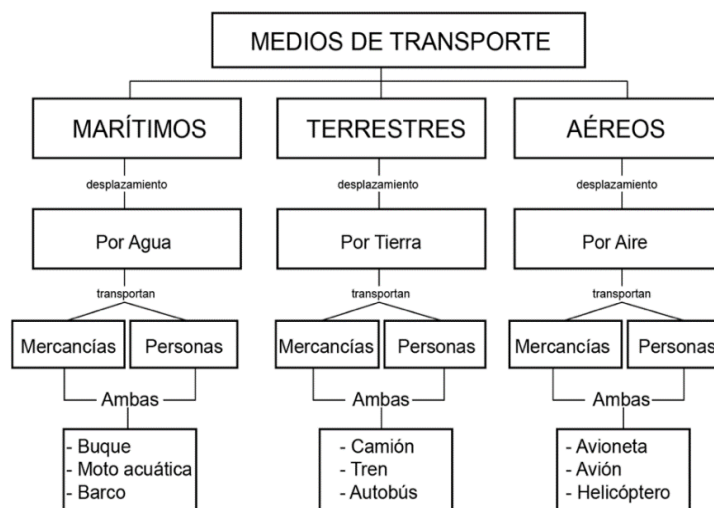 MEDIOS DE TRANSPORTE
MARÍTIMOS
TERRESTRES
AÉREOS
desplazamiento
desplazamiento
desplazamiento
Por Agua
Por Tierra
Por Aire
transportan
transportan
transportan
Mercancías
Personas
Mercancías
Personas
Mercancías
Personas
Ambas
Ambas
Ambas
- Buque
- Moto acuática
- Barco
- Camión
- Tren
- Autobús
- Avioneta
- Avión
- Helicóptero